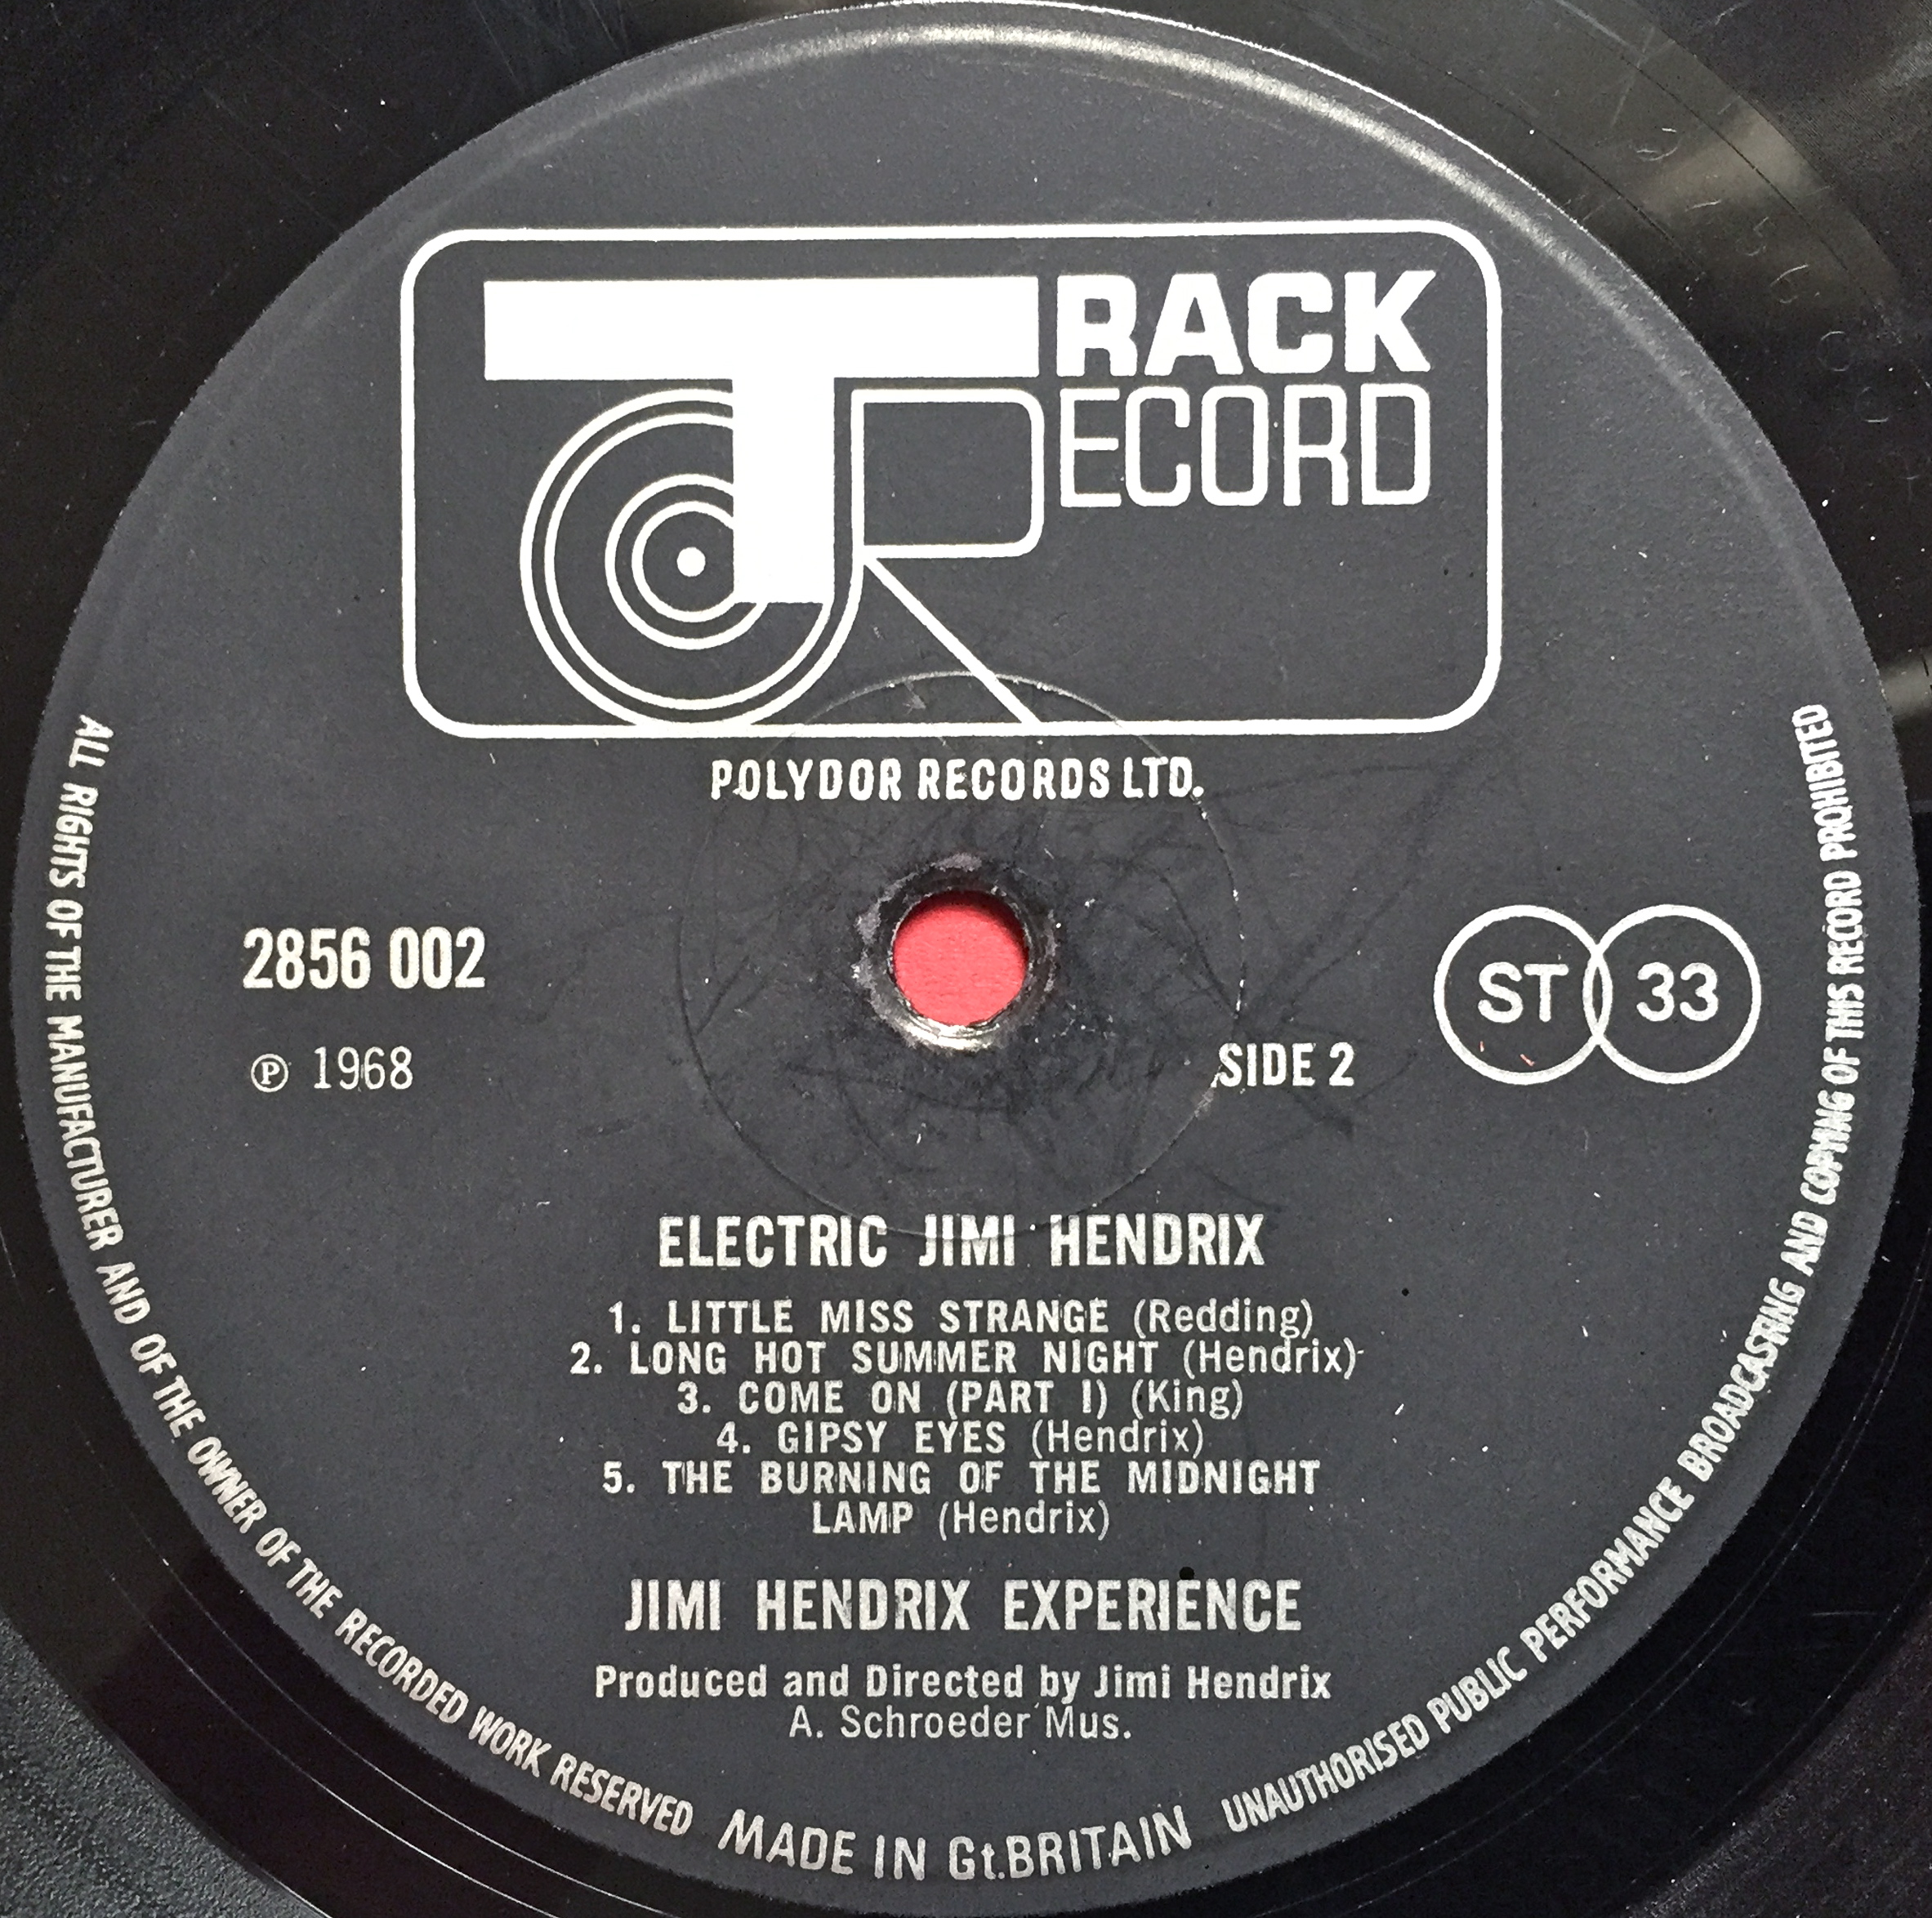 TRACK
RECORD
POLYDOR RECORDS LTD.
2856 002
ST 33
℗ 1968
SIDE 2
ELECTRIC JIMI HENDRIX
1. LITTLE MISS STRANGE (Redding)
2. LONG HOT SUMMER NIGHT (Hendrix)
3. COME ON (PART I) (King)
4. GIPSY EYES (Hendrix)
5. THE BURNING OF THE MIDNIGHT
LAMP (Hendrix)
JIMI HENDRIX EXPERIENCE
Produced and Directed by Jimi Hendrix
A. Schroeder Mus.
ALL RIGHTS OF THE MANUFACTURER AND OF THE OWNER OF THE RECORDED WORK RESERVED MADE IN Gt.BRITAIN UNAUTHORISED PUBLIC PERFORMANCE BROADCASTING AND COPYING OF THIS RECORD PROHIBITED